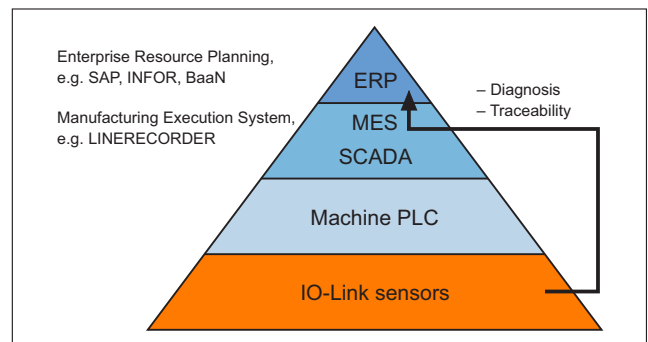 Enterprise Resource Planning,
e.g. SAP, INFOR, BaaN
Manufacturing Execution System,
e.g. LINERECORDER
ERP
MES
SCADA
Machine PLC
IO-Link sensors
– Diagnosis
– Traceability